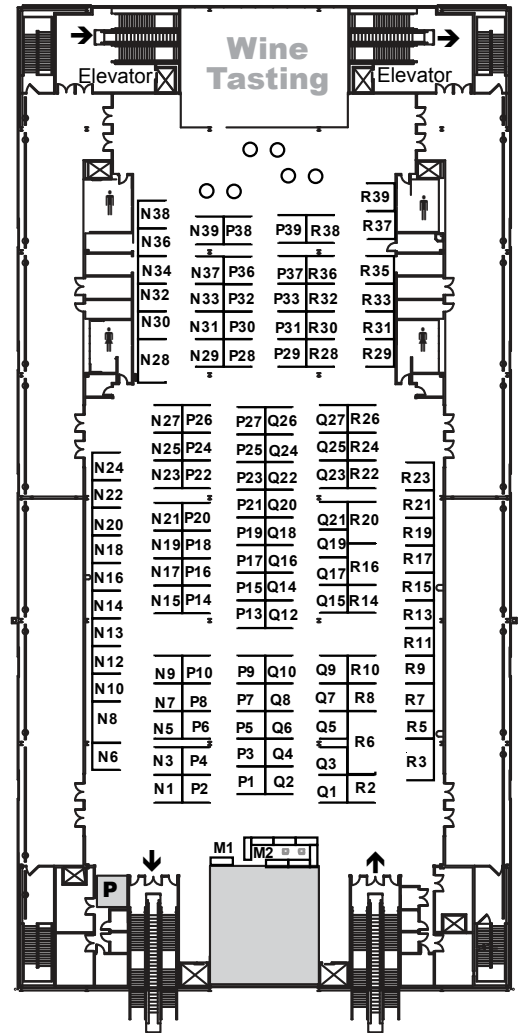 Wine
Tasting
Elevator
Elevator
R39
N38
R37
N39 P38
P39 R38
N36
N34
N37 P36
P37 R36
R35
N32
N33 P32
P33 R32
R33
N30
N31 P30
P31 R30
R31
N28
N29 P28
P29 R28
R29
N27 P26
P27 Q26
Q27 R26
N25 P24
P25 Q24
Q25 R24
N24
N23 P22
P23 Q22
Q23 R22
R23
N22
P21 Q20
R21
N20
N21 P20
Q21 R20
P19 Q18
R19
N18
N19 P18
Q19
P17 Q16
R17
N16
N17 P16
Q17
R16
P15 Q14
R15
N14
N15 P14
Q15 R14
P13 Q12
R13
N13
R11
N12
N9 P10
P9 Q10
Q9 R10
R9
N10
N7 P8
P7 Q8
Q7 R8
R7
N8
N5 P6
P5 Q6
Q5
R5
R6
N6
N3 P4
P3 Q4
Q3
R3
N1 P2
P1 Q2
Q1
R2
M1
M2
P